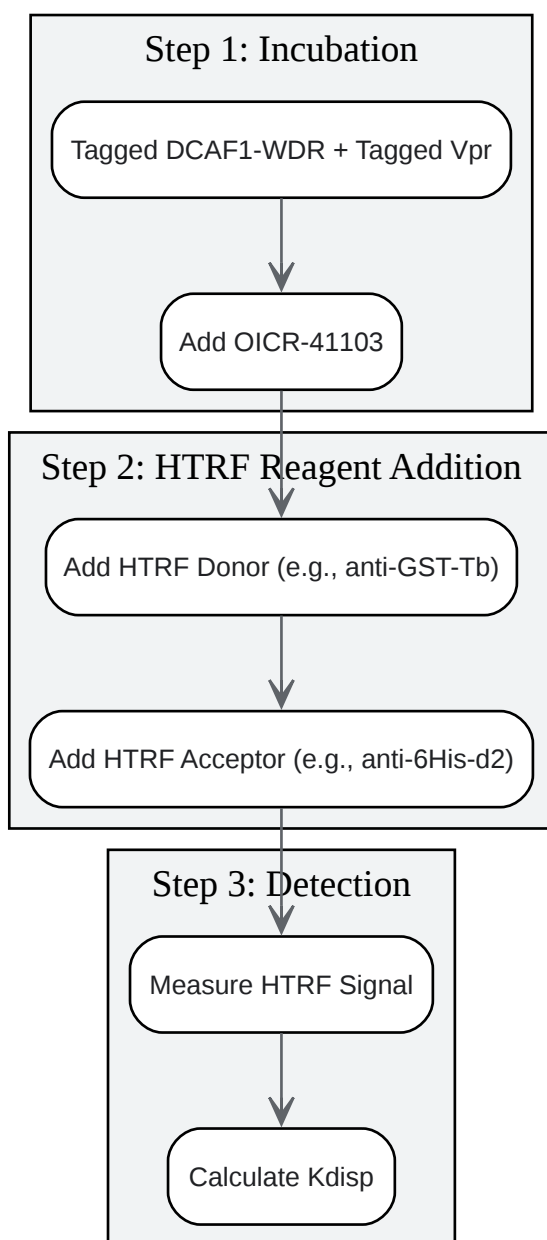 Step 1: Incubation
Tagged DCAF1-WDR + Tagged Vpr
Add OICR-41103
Step 2: HTRF Reagent Addition
Add HTRF Donor (e.g., anti-GST-Tb)
Add HTRF Acceptor (e.g., anti-6His-d2)
Step 3: Detection
Measure HTRF Signal
Calculate Kdisp